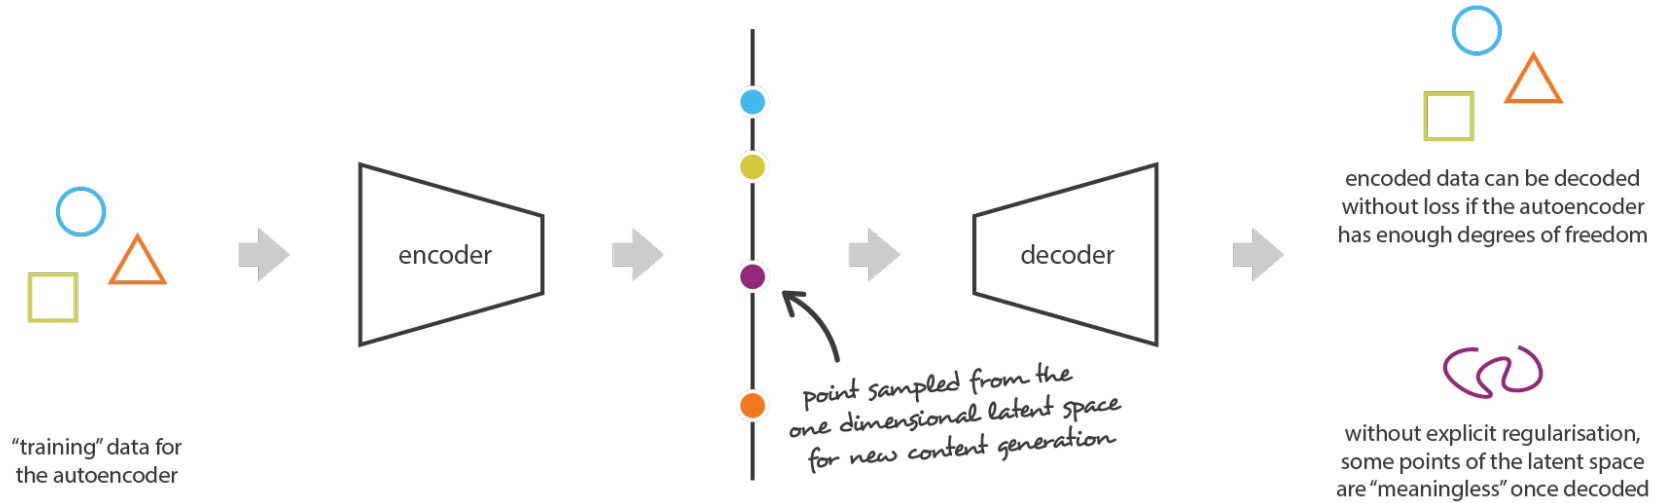 "training" data for
the autoencoder
encoder
point sampled from the
one dimensional latent space
for new content generation
decoder
encoded data can be decoded
without loss if the autoencoder
has enough degrees of freedom
without explicit regularisation,
some points of the latent space
are "meaningless" once decoded